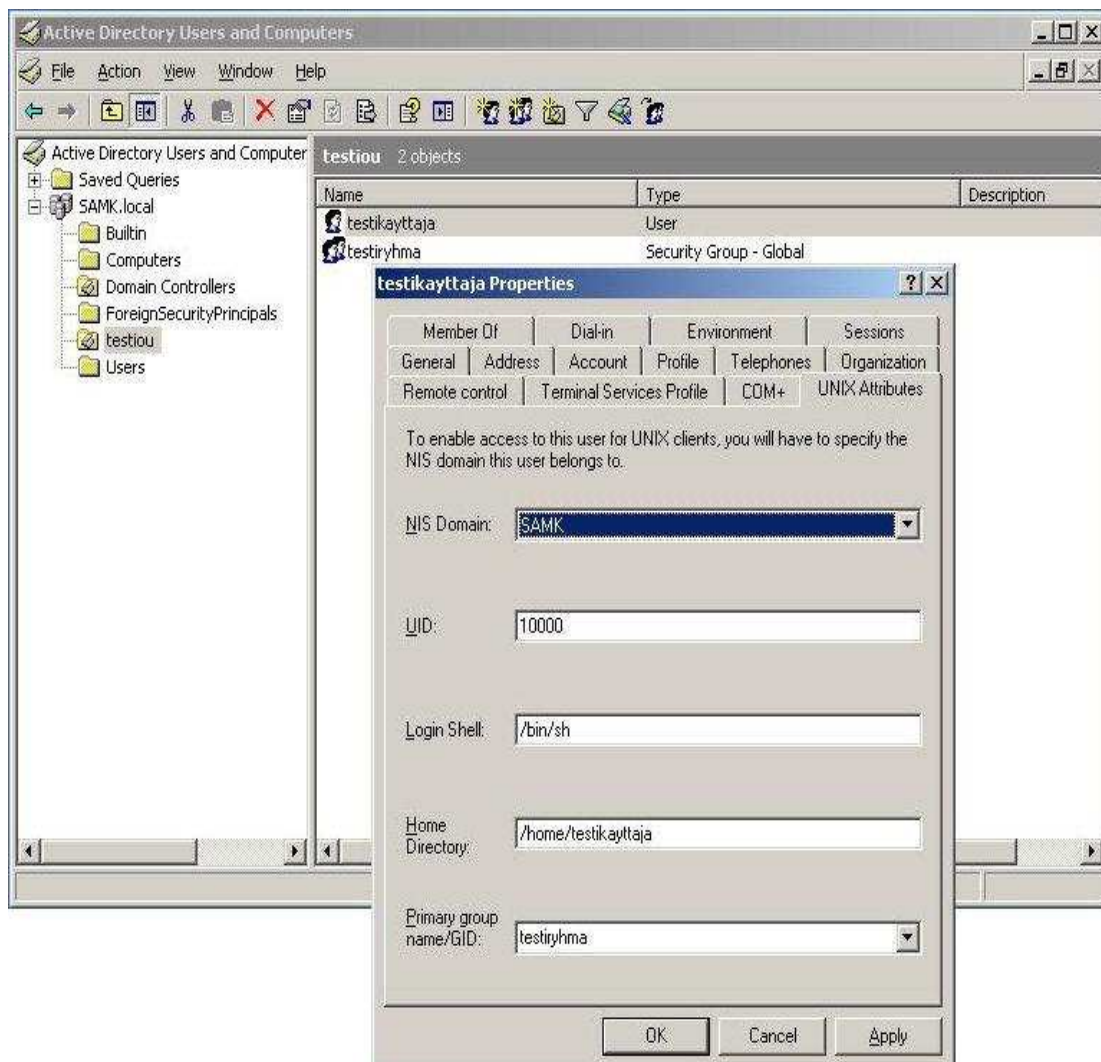 Active Directory Users and Computers
File Action View Window Help
Active Directory Users and Computer
Saved Queries
SAMK.local
Builtin
Computers
Domain Controllers
ForeignSecurityPrincipals
testiou
Users
testiou 2 objects
Name Type Description
testikayttaja User
testiryhma Security Group - Global
testikayttaja Properties
Member Of Dial-in Environment Sessions
General Address Account Profile Telephones Organization
Remote control Terminal Services Profile COM+ UNIX Attributes
To enable access to this user for UNIX clients, you will have to specify the
NIS domain this user belongs to.
NIS Domain: SAMK
UID: 10000
Login Shell: /bin/sh
Home
Directory: /home/testikayttaja
Primary group
name/GID: testiryhma
OK Cancel Apply